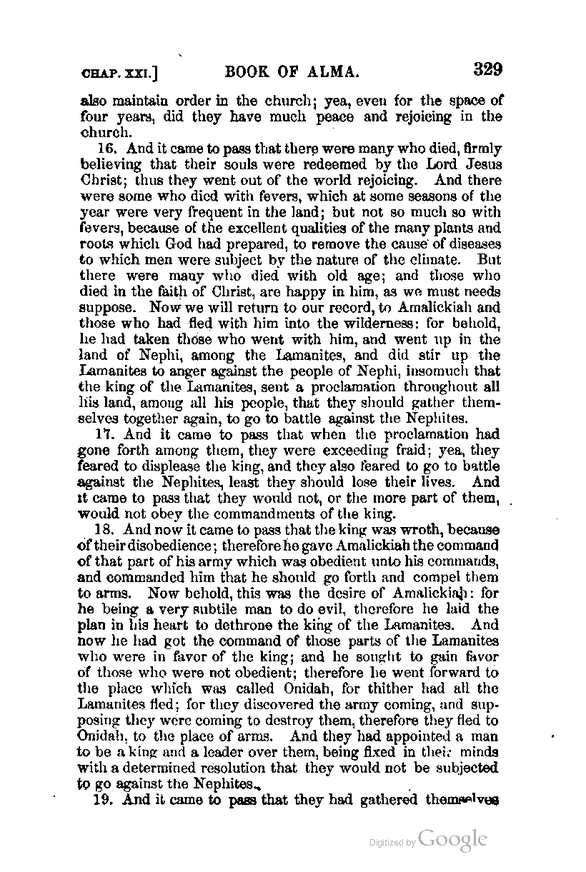 CHAP. XXI.] BOOK OF ALMA. 329
also maintain order in the church; yea, even for the space of
four years, did they have much peace and rejoicing in the
church.
16. And it came to pass that there were many who died, firmly
believing that their souls were redeemed by the Lord Jesus
Christ; thus they went out of the world rejoicing. And there
were some who died with fevers, which at some seasons of the
year were very frequent in the land; but not so much so with
fevers, because of the excellent qualities of the many plants and
roots which God had prepared, to remove the cause of diseases
to which men were subject by the nature of the climate. But
there were many who died with old age; and those who
died in the faith of Christ, are happy in him, as we must needs
suppose. Now we will return to our record, to Amalickiah and
those who had fled with him into the wilderness: for behold,
he had taken those who went with him, and went up in the
land of Nephi, among the Lamanites, and did stir up the
Lamanites to anger against the people of Nephi, insomuch that
the king of the Lamanites, sent a proclamation throughout all
his land, among all his people, that they should gather them-
selves together again, to go to battle against the Nephites.
17. And it came to pass that when the proclamation had
gone forth among them, they were exceeding fraid; yea, they
feared to displease the king, and they also feared to go to battle
against the Nephites, least they should lose their lives. And
it came to pass that they would not, or the more part of them,
would not obey the commandments of the king.
18. And now it came to pass that the king was wroth, because
of their disobedience; therefore he gave Amalickiah the command
of that part of his army which was obedient unto his commands,
and commanded him that he should go forth and compel them
to arms. Now behold, this was the desire of Amalickiah: for
he being a very subtile man to do evil, therefore he laid the
plan in his heart to dethrone the king of the Lamanites. And
now he had got the command of those parts of the Lamanites
who were in favor of the king; and he sought to gain favor
of those who were not obedient; therefore he went forward to
the place which was called Onidah, for thither had all the
Lamanites fled; for they discovered the army coming, and sup-
posing they were coming to destroy them, therefore they fled to
Onidah, to the place of arms. And they had appointed a man
to be a king and a leader over them, being fixed in their minds
with a determined resolution that they would not be subjected
to go against the Nephites.
19. And it came to pass that they had gathered themselves
Digitized by Google